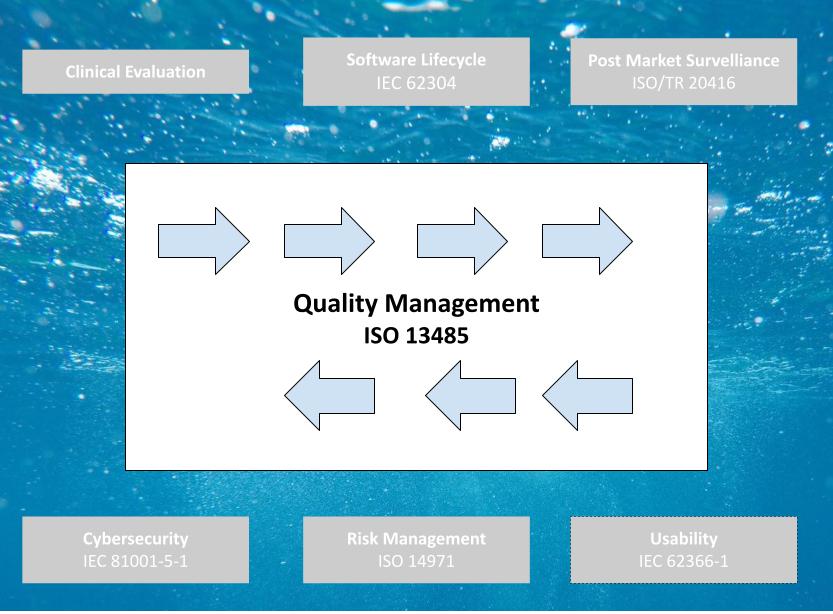 Clinical Evaluation
Software Lifecycle
IEC 62304
Post Market Survelliance
ISO/TR 20416
Quality Management
ISO 13485
Cybersecurity
IEC 81001-5-1
Risk Management
ISO 14971
Usability
IEC 62366-1